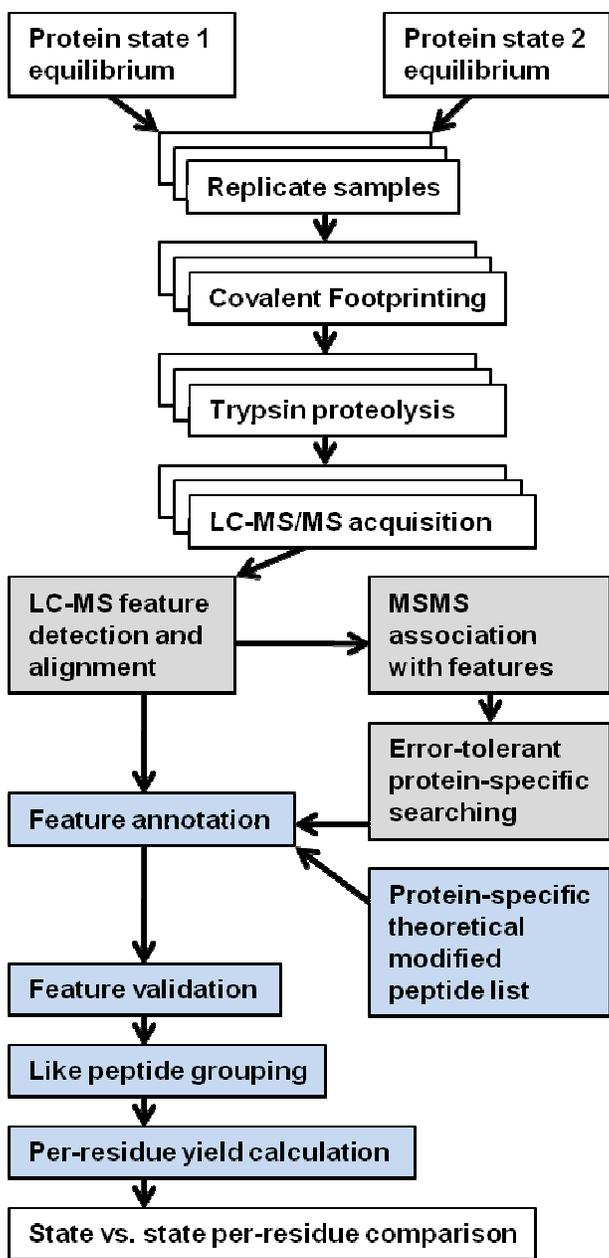 Protein state 1
equilibrium
Protein state 2
equilibrium
Replicate samples
Covalent Footprinting
Trypsin proteolysis
LC-MS/MS acquisition
LC-MS feature
detection and
alignment
MSMS
association
with features
Error-tolerant
protein-specific
searching
Feature annotation
Protein-specific
theoretical
modified
peptide list
Feature validation
Like peptide grouping
Per-residue yield calculation
State vs. state per-residue comparison